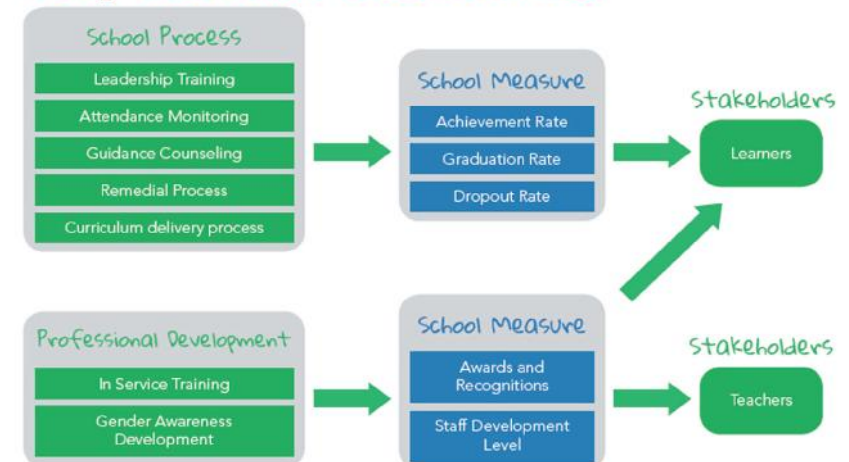 School Process
Leadership Training
Attendance Monitoring
Guidance Counseling
Remedial Process
Curriculum delivery process
School Measure
Achievement Rate
Graduation Rate
Dropout Rate
Stakeholders
Learners
Professional Development
In Service Training
Gender Awareness
Development
School Measure
Awards and
Recognitions
Staff Development
Level
Stakeholders
Teachers